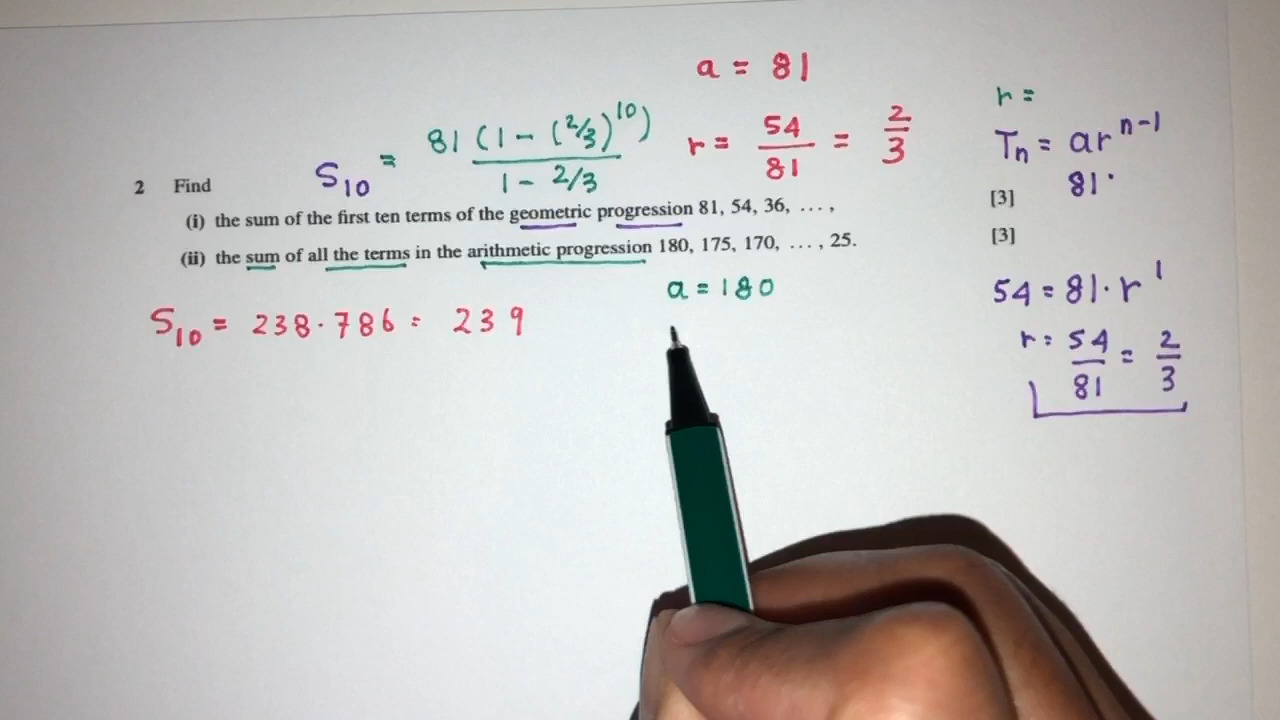 a = 81
r =
S10 = 81 (1 - (2/3)^10) / 1 - 2/3
r = 54/81 = 2/3
Tn = ar^n-1
81·
2 Find
(i) the sum of the first ten terms of the geometric progression 81, 54, 36, ..., [3]
(ii) the sum of all the terms in the arithmetic progression 180, 175, 170, ..., 25. [3]
a = 180
54 = 81·r^1
S10 = 238·786 = 239
r = 54/81 = 2/3